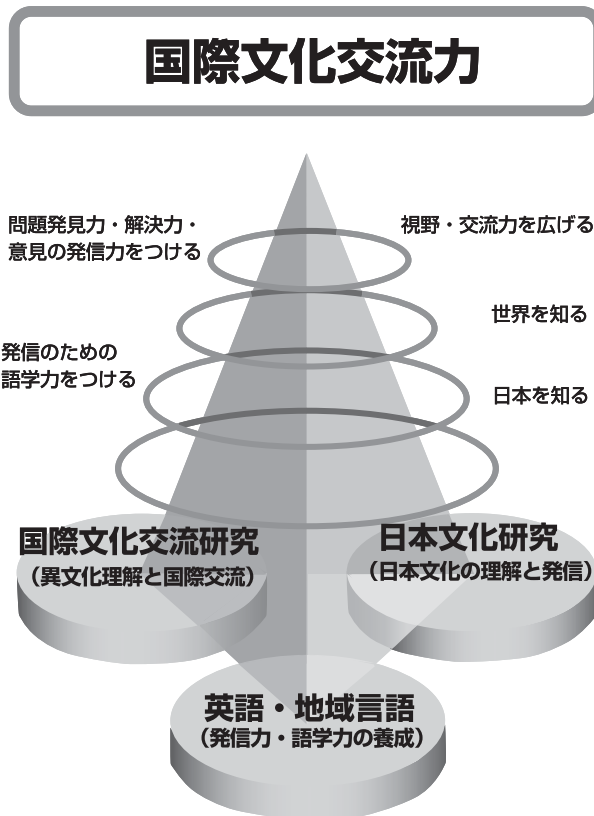 国際文化交流力
問題発見力・解決力・
意見の発信力をつける
視野・交流力を広げる
世界を知る
発信のための
語学力をつける
日本を知る
国際文化交流研究
（異文化理解と国際交流）
日本文化研究
（日本文化の理解と発信）
英語・地域言語
（発信力・語学力の養成）